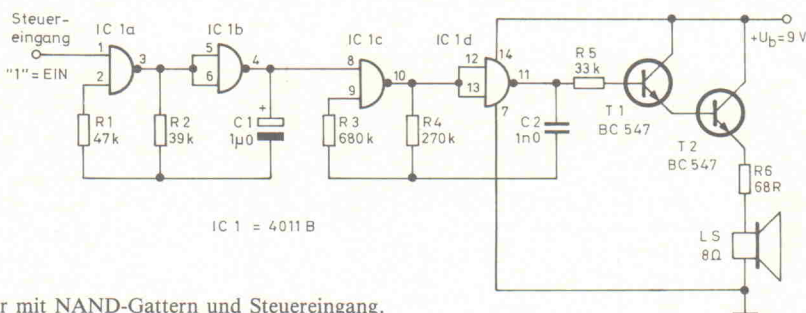 Steuer-
eingang
"1"= EIN
IC 1a
1
2
3
IC 1b
5
6
4
IC 1c
8
9
10
IC 1d
12
13
14
7
11
R1
47k
R2
39k
+
C1
1µ0
R3
680k
R4
270k
C2
1n0
R5
33k
T1
BC 547
T2
BC 547
+Ub=9V
R6
68R
LS
8Ω
IC 1 = 4011B
r mit NAND-Gattern und Steuereingang.